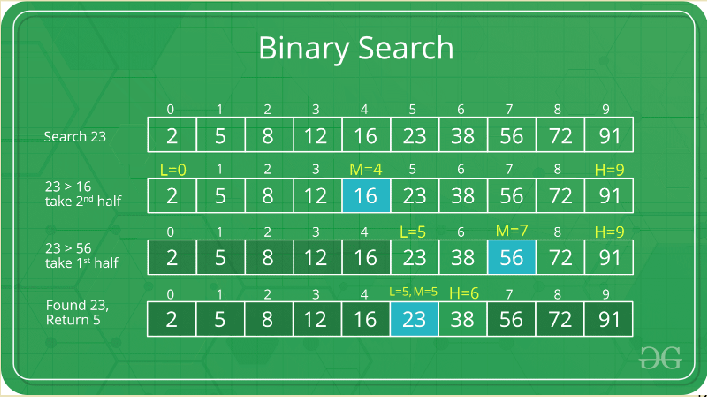 Binary Search
0 1 2 3 4 5 6 7 8 9
Search 23 2 5 8 12 16 23 38 56 72 91
L=0 1 2 3 M=4 5 6 7 8 H=9
23 > 16
take 2nd half 2 5 8 12 16 23 38 56 72 91
0 1 2 3 4 L=5 6 M=7 8 H=9
23 > 56
take 1st half 2 5 8 12 16 23 38 56 72 91
0 1 2 3 4 L=5, M=5 H=6 7 8 9
Found 23,
Return 5 2 5 8 12 16 23 38 56 72 91